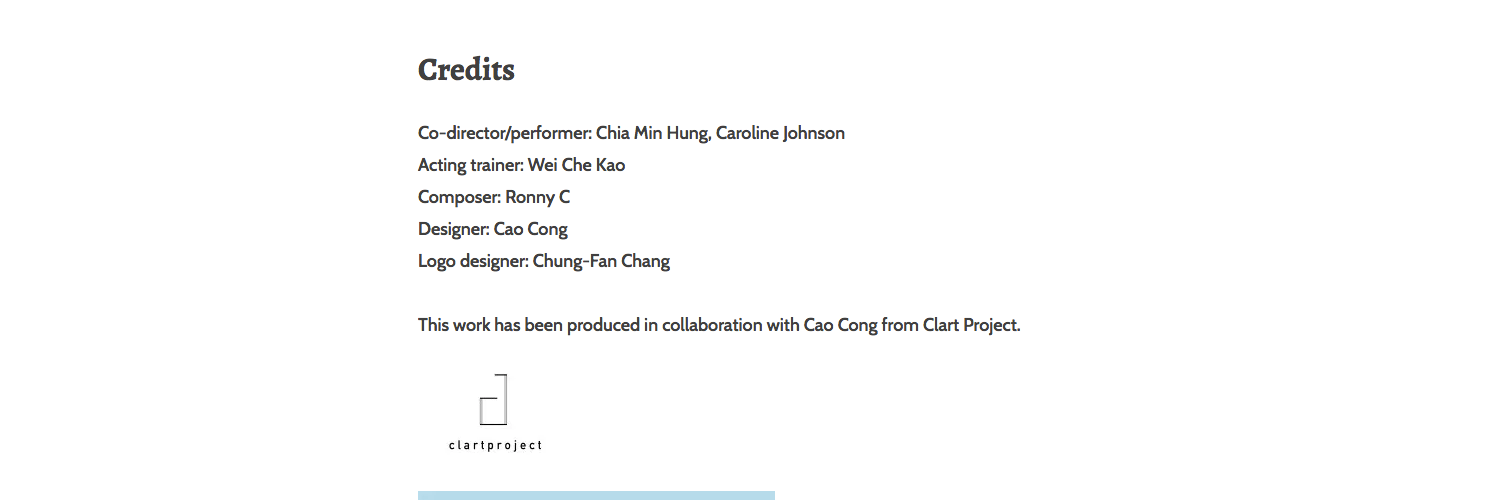 Credits
Co-director/performer: Chia Min Hung, Caroline Johnson
Acting trainer: Wei Che Kao
Composer: Ronny C
Designer: Cao Cong
Logo designer: Chung-Fan Chang
This work has been produced in collaboration with Cao Cong from Clart Project.
clartproject